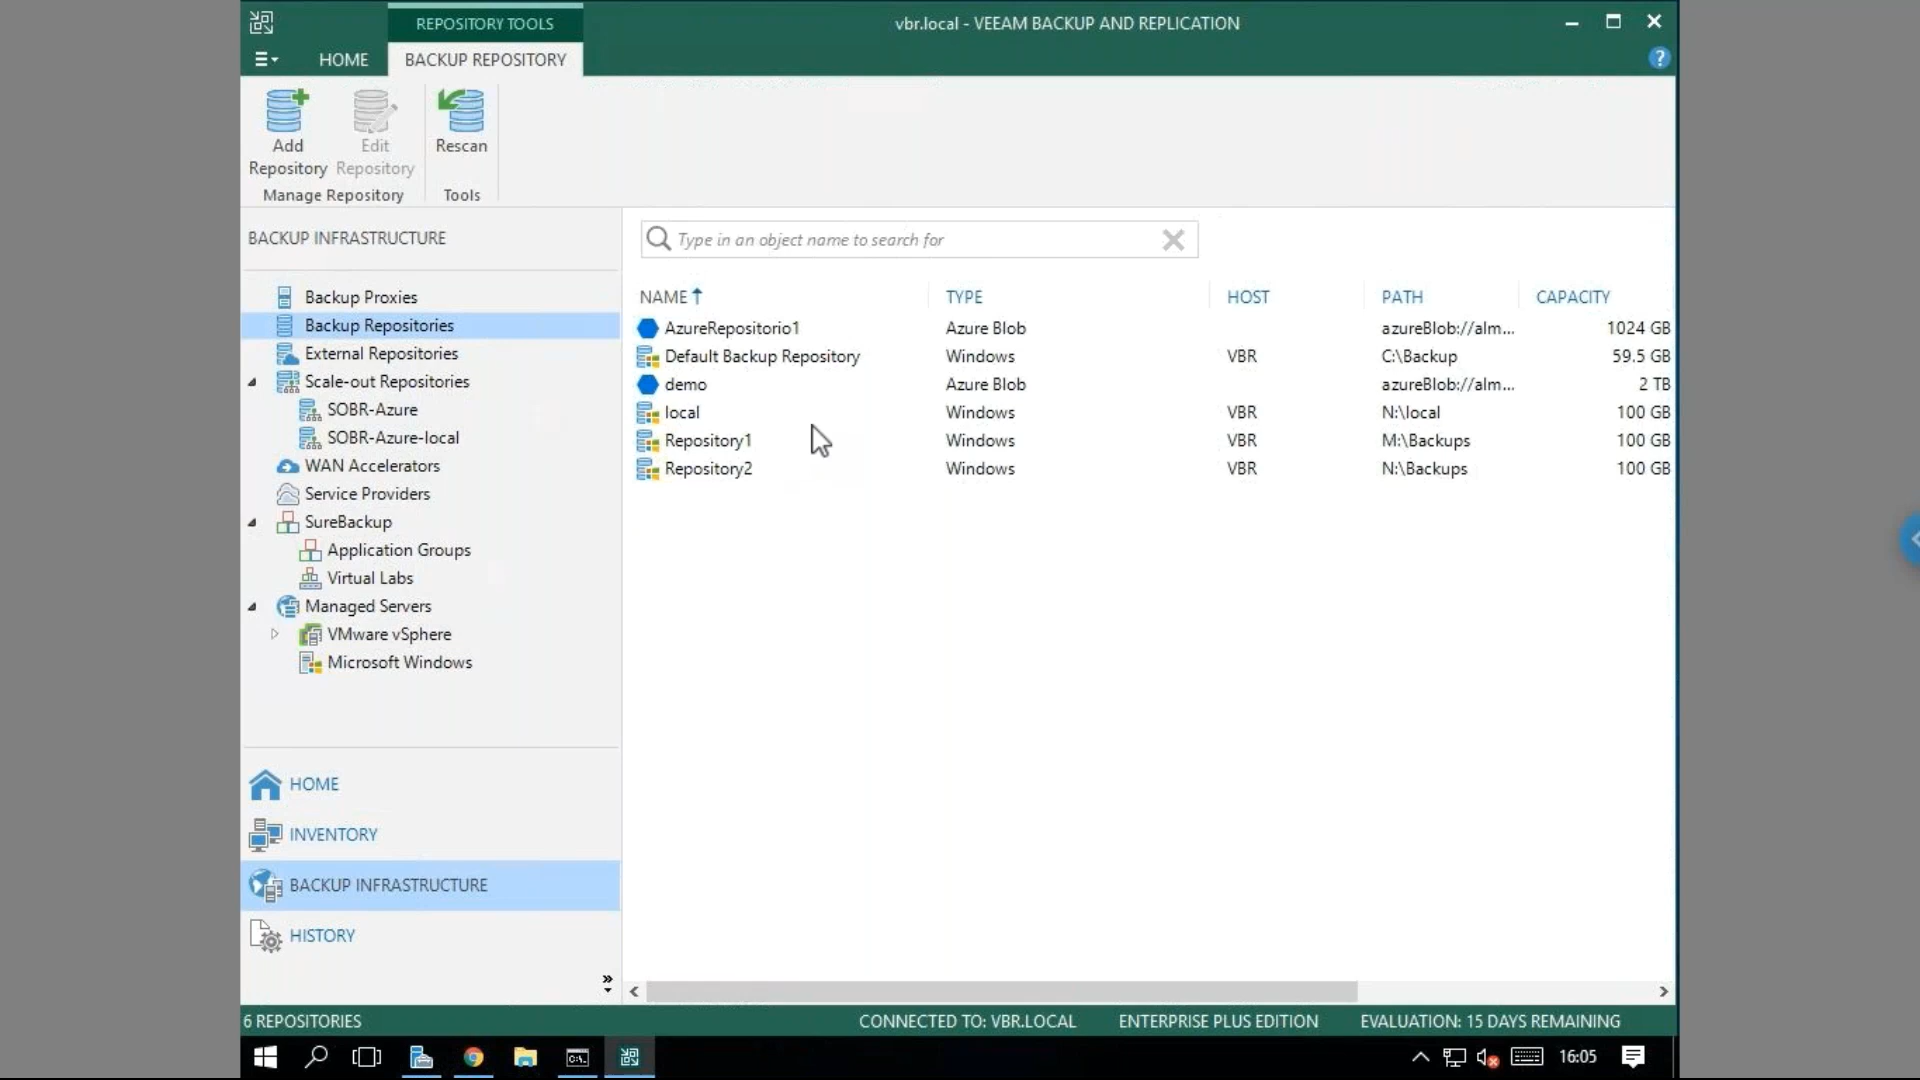 REPOSITORY TOOLS
vbr.local - VEEAM BACKUP AND REPLICATION
HOME
BACKUP REPOSITORY
?
Add Repository
Edit Repository
Rescan
Manage Repository
Tools
BACKUP INFRASTRUCTURE
Backup Proxies
Backup Repositories
External Repositories
Scale-out Repositories
SOBR-Azure
SOBR-Azure-local
WAN Accelerators
Service Providers
SureBackup
Application Groups
Virtual Labs
Managed Servers
VMware vSphere
Microsoft Windows
HOME
INVENTORY
BACKUP INFRASTRUCTURE
HISTORY
Type in an object name to search for
NAME TYPE HOST PATH CAPACITY
AzureRepositorio1 Azure Blob azureBlob://alm... 1024 GB
Default Backup Repository Windows VBR C:\Backup 59.5 GB
demo Azure Blob azureBlob://alm... 2 TB
local Windows VBR N:\local 100 GB
Repository1 Windows VBR M:\Backups 100 GB
Repository2 Windows VBR N:\Backups 100 GB
6 REPOSITORIES
CONNECTED TO: VBR.LOCAL
ENTERPRISE PLUS EDITION
EVALUATION: 15 DAYS REMAINING
16:05